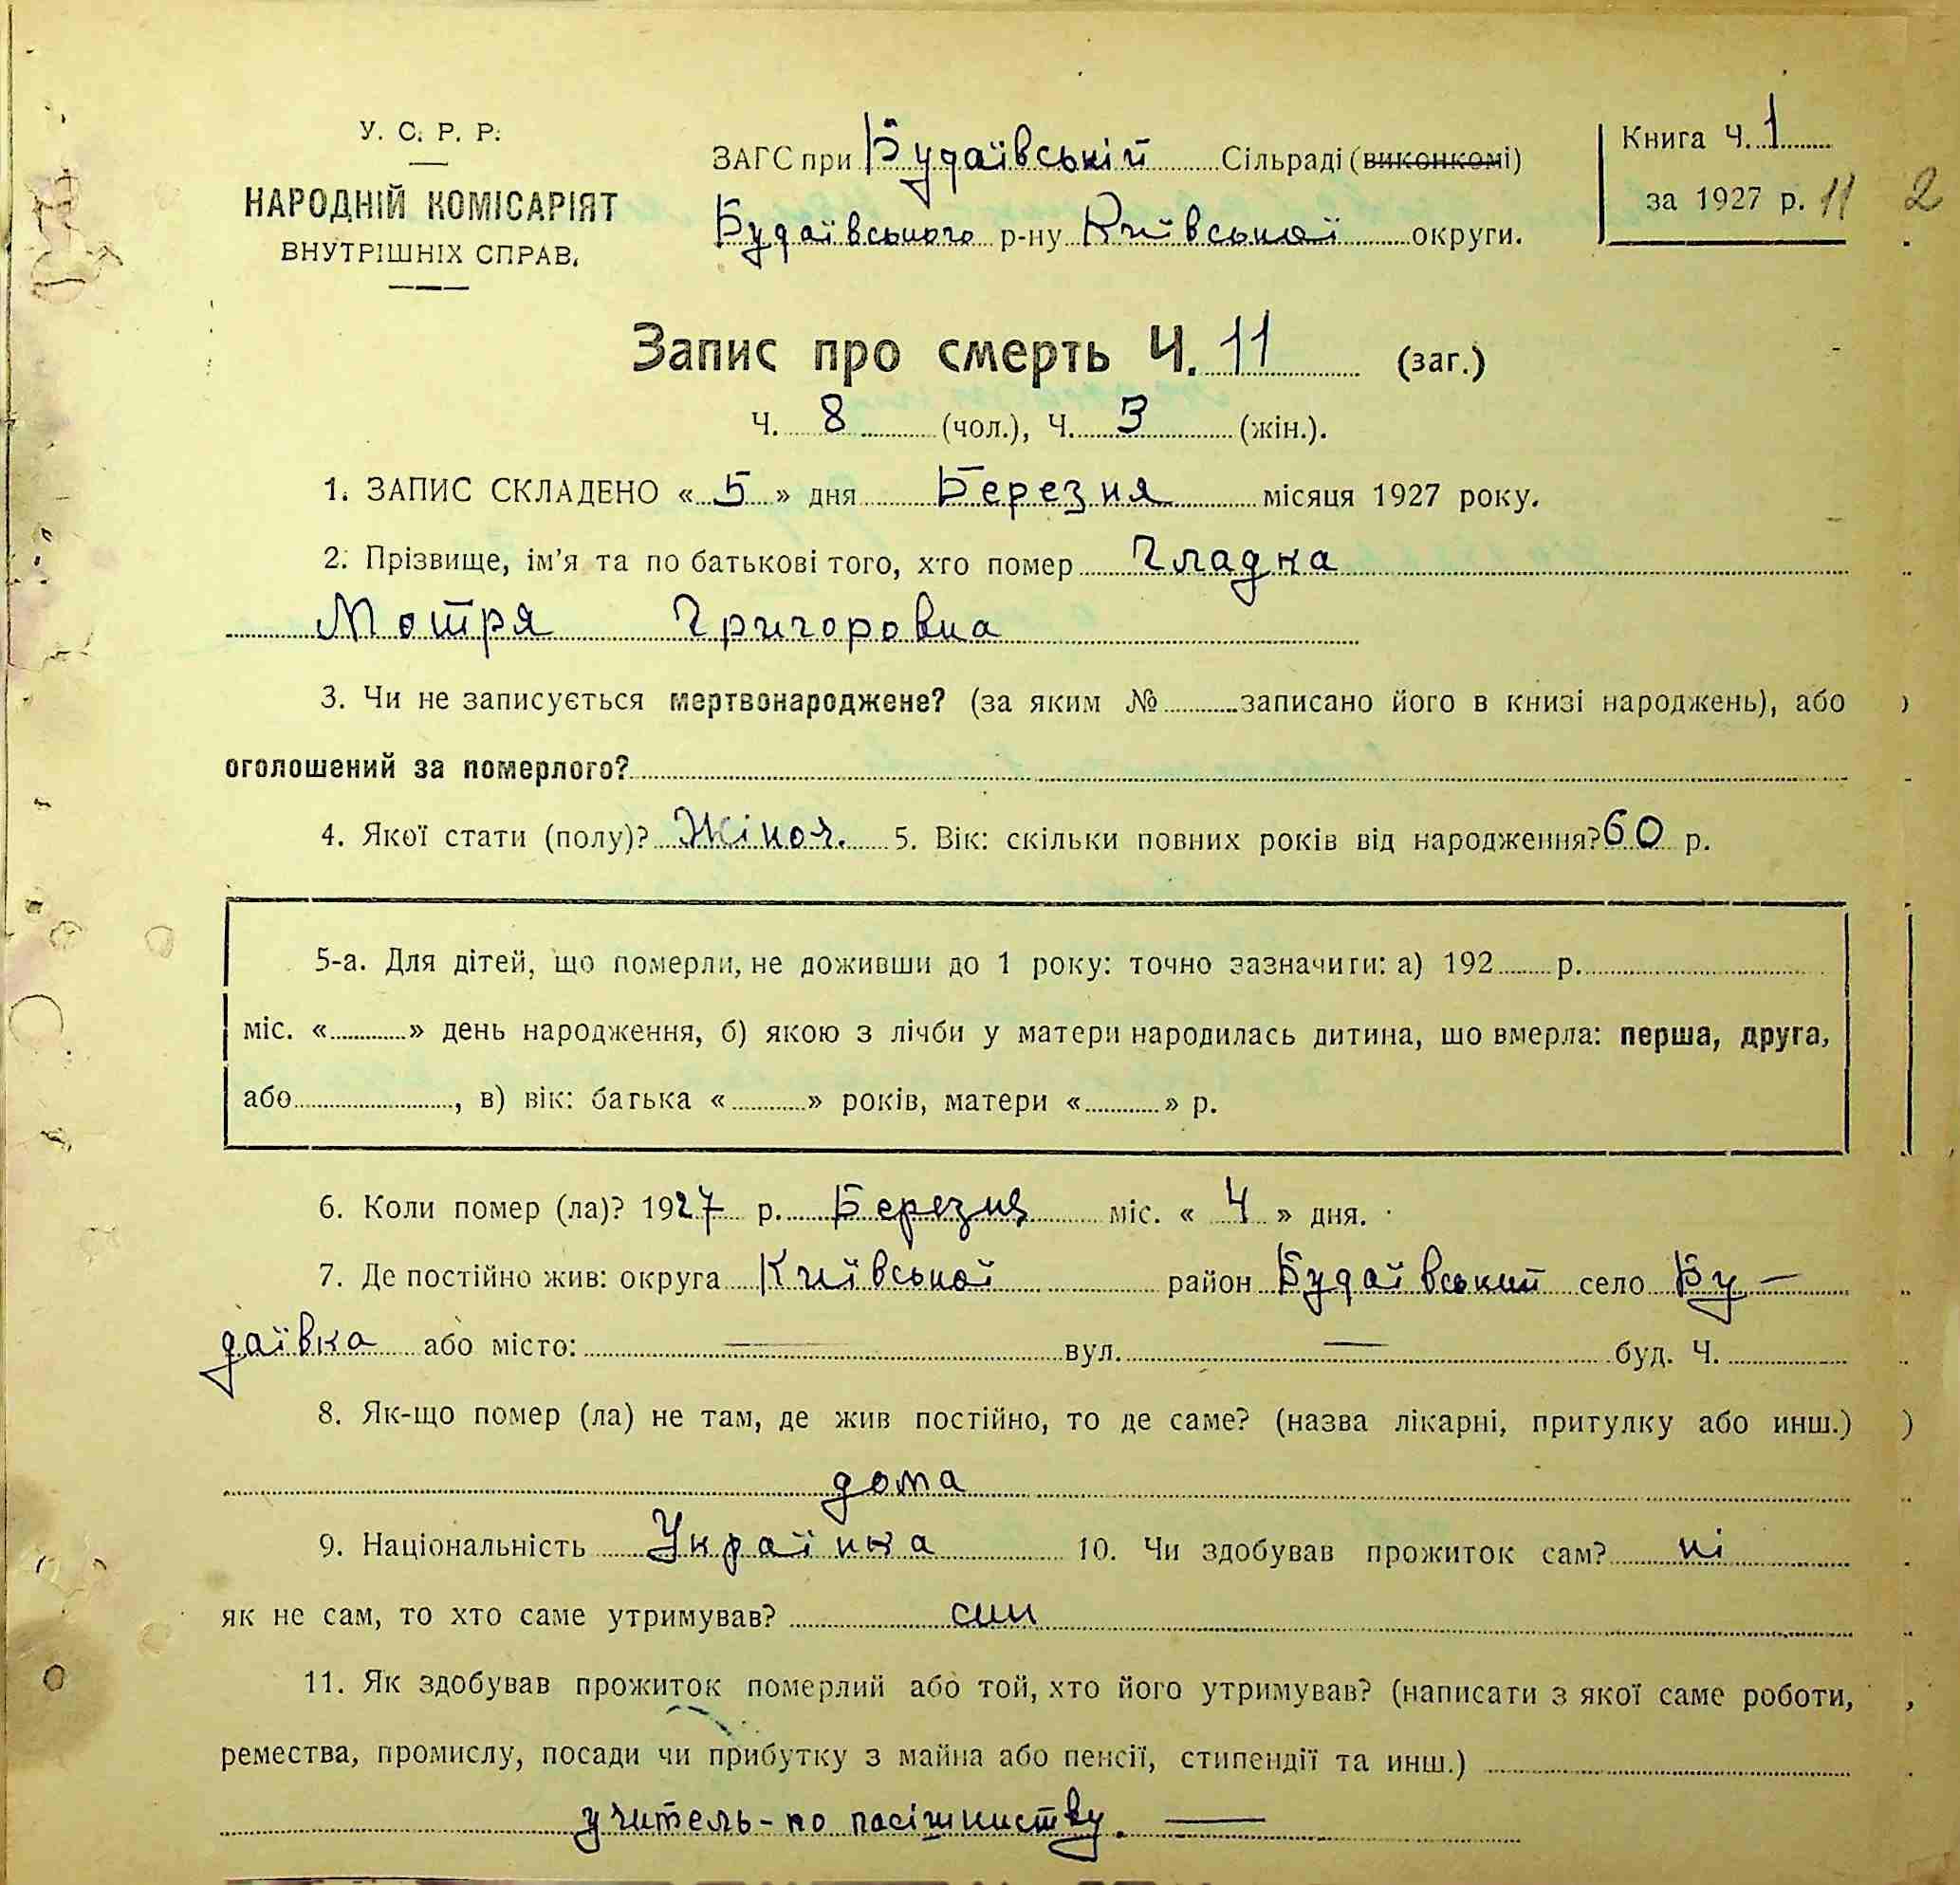 У. С. Р. Р.
НАРОДНІЙ КОМІСАРІЯТ
ВНУТРІШНІХ СПРАВ.
ЗАГС при Будаївській Сільраді (виконкомі)
Будаївського р-ну Київської округи.
Книга Ч. 1
за 1927 р. 11 2
Запис про смерть Ч. 11 (заг.)
Ч. 8 (чол.), Ч. 3 (жін.).
1. ЗАПИС СКЛАДЕНО « 5 » дня Березня місяця 1927 року.
2. Прізвище, ім'я та по батькові того, хто помер Гладка
Мотря Григоровна
3. Чи не записується мертвонароджене? (за яким № записано його в книзі народжень), або
оголошений за померлого?
4. Якої стати (полу)? Жіноч. 5. Вік: скільки повних років від народження? 60 р.
5-а. Для дітей, що померли, не доживши до 1 року: точно зазначити: а) 192 р.
міс. « » день народження, б) якою з лічби у матери народилась дитина, що вмерла: перша, друга,
або , в) вік: батька « » років, матери « » р.
6. Коли помер (ла)? 1927 р. Березня міс. « 4 » дня.
7. Де постійно жив: округа Київської район Будаївський село Бу-
даївка або місто: — вул. — буд. Ч.
8. Як-що помер (ла) не там, де жив постійно, то де саме? (назва лікарні, притулку або инш.)
дома
9. Національність Українка 10. Чи здобував прожиток сам? ні
як не сам, то хто саме утримував? син
11. Як здобував прожиток померлий або той, хто його утримував? (написати з якої саме роботи,
ремества, промислу, посади чи прибутку з майна або пенсії, стипендії та инш.)
учитель - по пасішниству. —